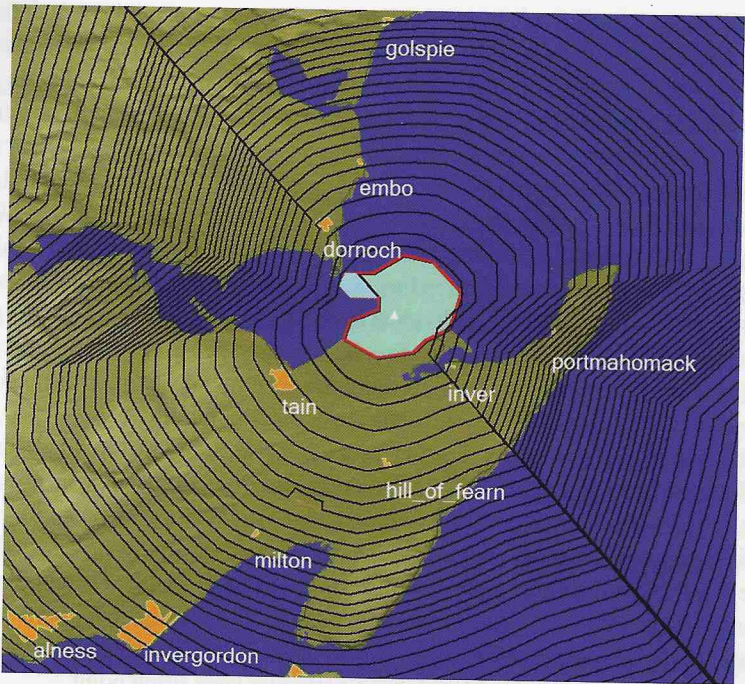 golspie
embo
dornoch
portmahomack
inver
tain
hill_of_fearn
milton
alness
invergordon